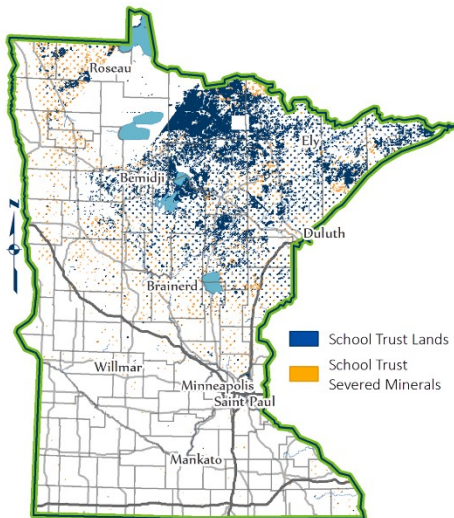 Roseau
Ely
Bemidji
Duluth
Brainerd
School Trust Lands
School Trust
Severed Minerals
Willmar
Minneapolis
Saint Paul
Mankato